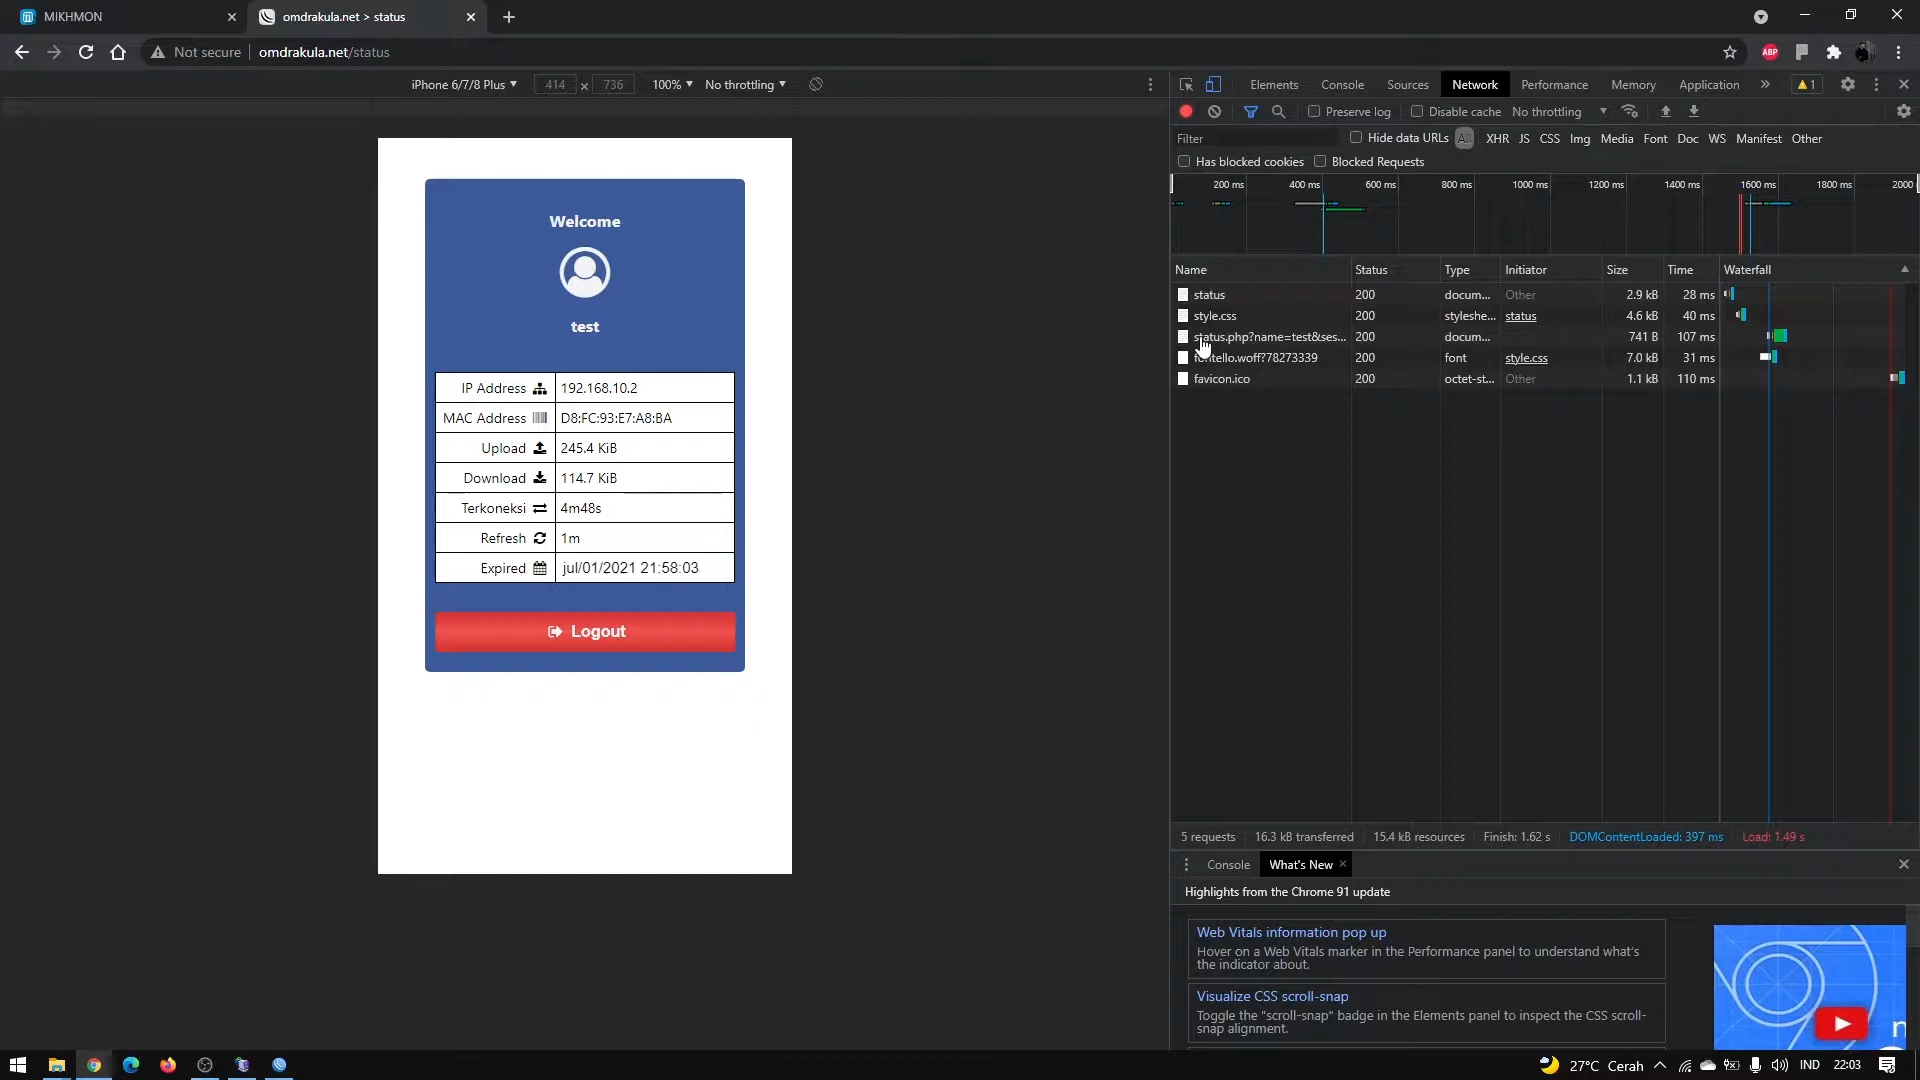 MIKHMON
omdrakula.net > status
Not secure
omdrakula.net/status
ABP
iPhone 6/7/8 Plus
414
736
100%
No throttling
Elements
Console
Sources
Network
Performance
Memory
Application
1
Preserve log
Disable cache
No throttling
Filter
Hide data URLs
All
XHR
JS
CSS
Img
Media
Font
Doc
WS
Manifest
Other
Has blocked cookies
Blocked Requests
200 ms
400 ms
600 ms
800 ms
1000 ms
1200 ms
1400 ms
1600 ms
1800 ms
2000
Name Status Type Initiator Size Time Waterfall
status 200 docum... Other 2.9 kB 28 ms
style.css 200 styleshe... status 4.6 kB 40 ms
status.php?name=test&ses... 200 docum... 741 B 107 ms
fontello.woff?78273339 200 font style.css 7.0 kB 31 ms
favicon.ico 200 octet-st... Other 1.1 kB 110 ms
Welcome
test
IP Address 192.168.10.2
MAC Address D8:FC:93:E7:A8:BA
Upload 245.4 KiB
Download 114.7 KiB
Terkoneksi 4m48s
Refresh 1m
Expired jul/01/2021 21:58:03
Logout
5 requests
16.3 kB transferred
15.4 kB resources
Finish: 1.62 s
DOMContentLoaded: 397 ms
Load: 1.49 s
Console
What's New
Highlights from the Chrome 91 update
Web Vitals information pop up
Hover on a Web Vitals marker in the Performance panel to understand what's
the indicator about.
Visualize CSS scroll-snap
Toggle the "scroll-snap" badge in the Elements panel to inspect the CSS scroll-
snap alignment.
27°C Cerah
IND
22:03